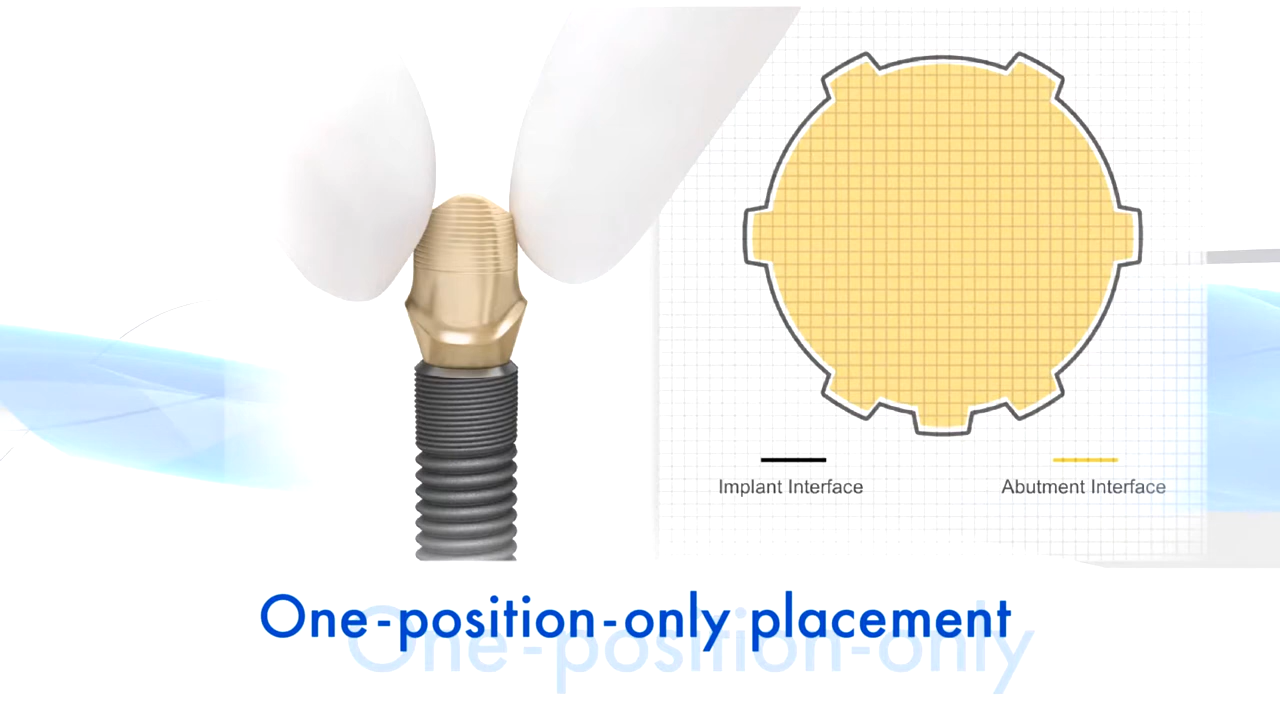 Implant Interface
Abutment Interface
One-position-only placement
One-position-only